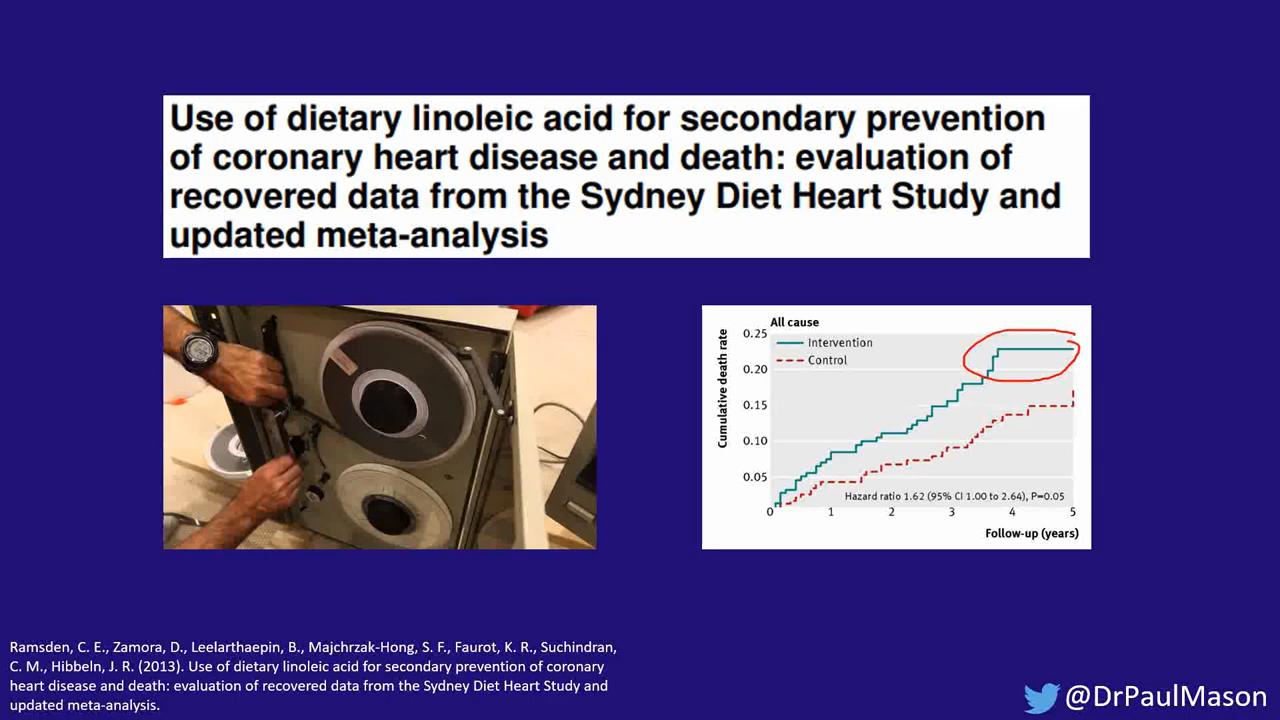 Use of dietary linoleic acid for secondary prevention
of coronary heart disease and death: evaluation of
recovered data from the Sydney Diet Heart Study and
updated meta-analysis
All cause
Cumulative death rate
0.25
0.20
0.15
0.10
0.05
Intervention
Control
Hazard ratio 1.62 (95% CI 1.00 to 2.64), P=0.05
0 1 2 3 4 5
Follow-up (years)
Ramsden, C. E., Zamora, D., Leelarthaepin, B., Majchrzak-Hong, S. F., Faurot, K. R., Suchindran,
C. M., Hibbeln, J. R. (2013). Use of dietary linoleic acid for secondary prevention of coronary
heart disease and death: evaluation of recovered data from the Sydney Diet Heart Study and
updated meta-analysis.
@DrPaulMason